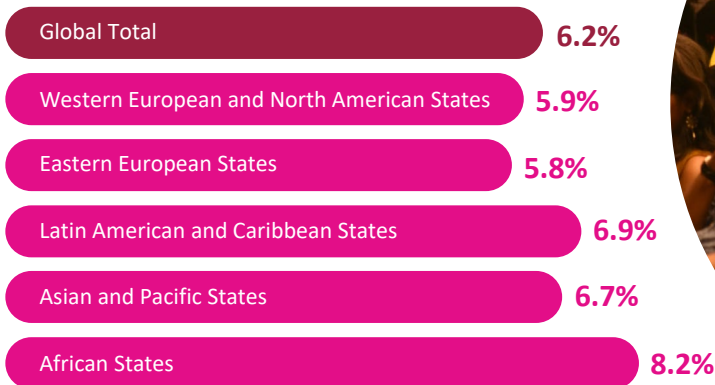 Global Total 6.2%
Western European and North American States 5.9%
Eastern European States 5.8%
Latin American and Caribbean States 6.9%
Asian and Pacific States 6.7%
African States 8.2%